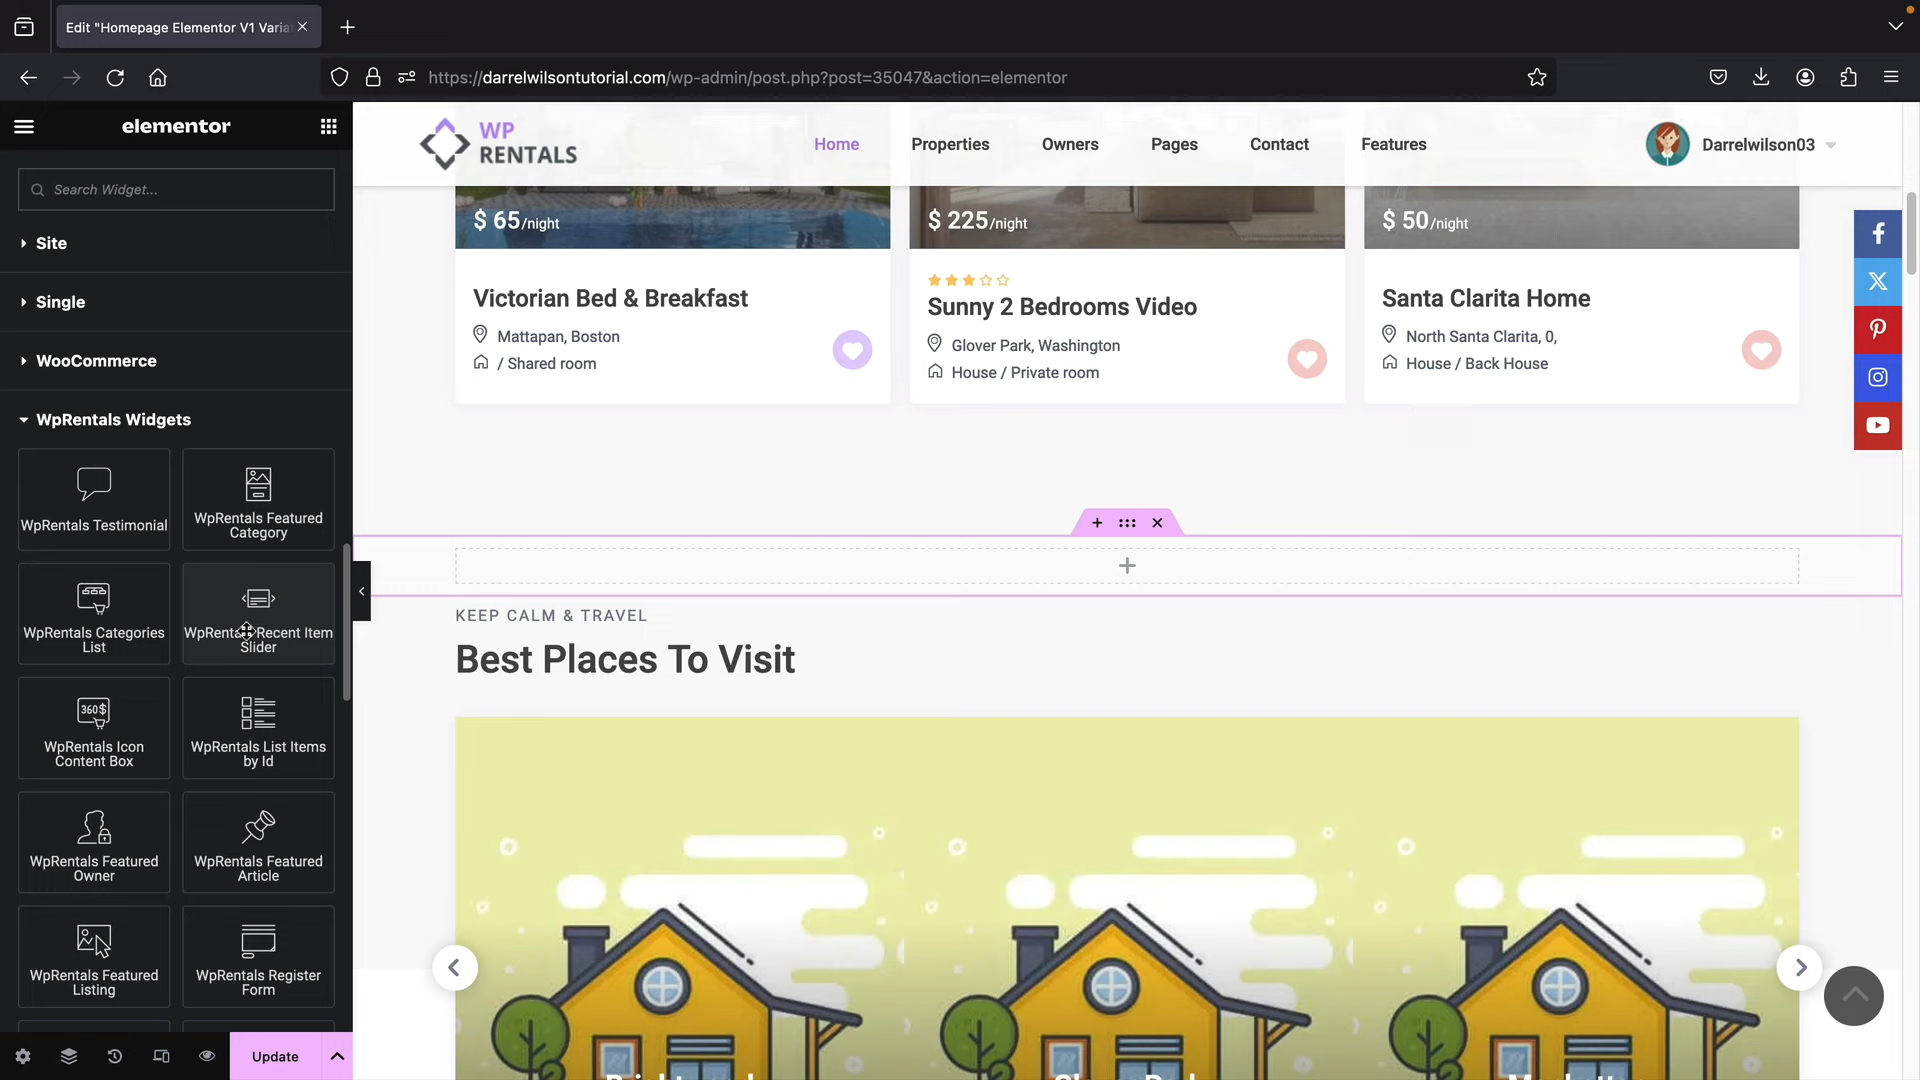 Edit "Homepage Elementor V1 Varia
https://darrelwilsontutorial.com/wp-admin/post.php?post=35047&action=elementor
elementor
Search Widget...
Site
Single
WooCommerce
WpRentals Widgets
WpRentals Testimonial
WpRentals Featured
Category
WpRentals Categories
List
WpRentals Recent Item
Slider
360$
WpRentals Icon
Content Box
WpRentals List Items
by Id
WpRentals Featured
Owner
WpRentals Featured
Article
WpRentals Featured
Listing
WpRentals Register
Form
Update
WP
RENTALS
Home
Properties
Owners
Pages
Contact
Features
Darrelwilson03
$ 65/night
$ 225/night
$ 50/night
Victorian Bed & Breakfast
Mattapan, Boston
/ Shared room
Sunny 2 Bedrooms Video
Glover Park, Washington
House / Private room
Santa Clarita Home
North Santa Clarita, 0,
House / Back House
KEEP CALM & TRAVEL
Best Places To Visit